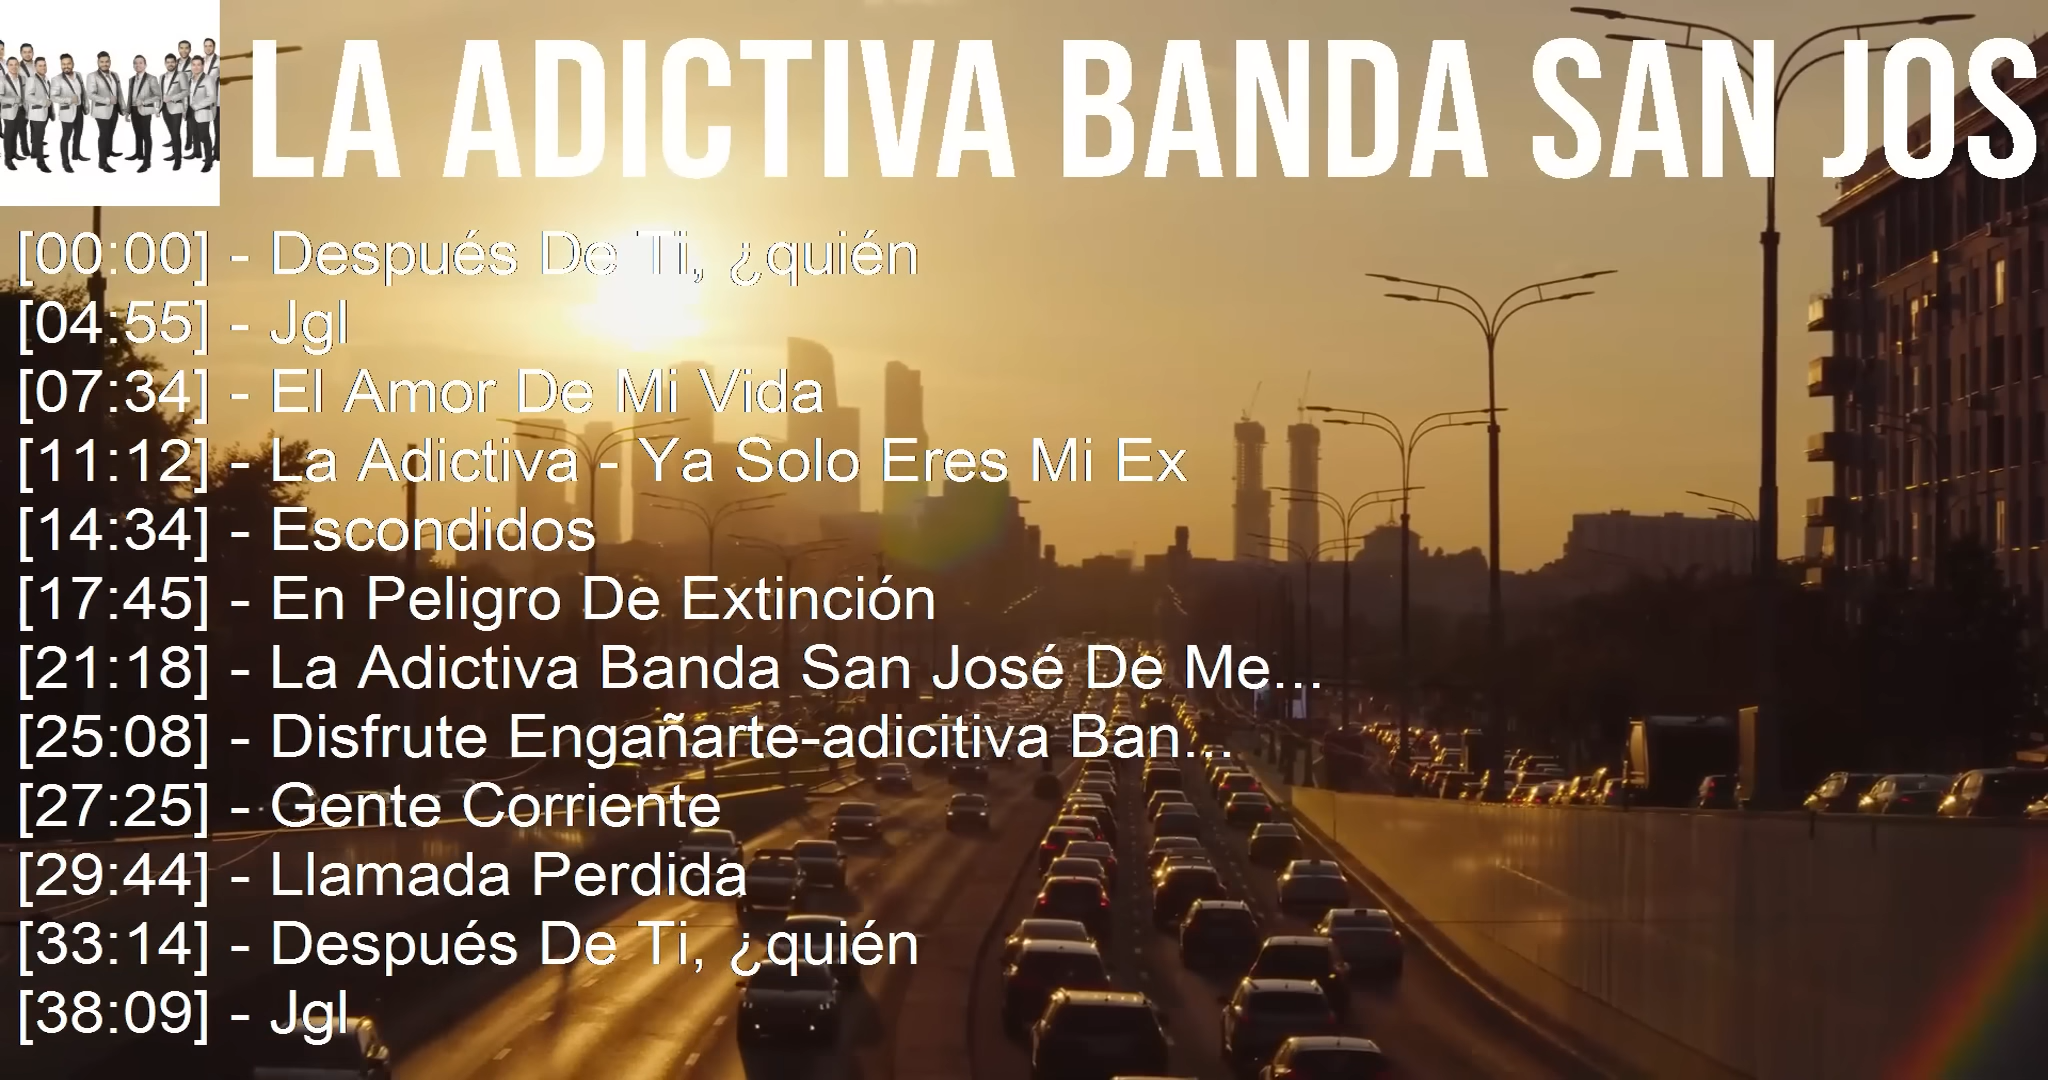 LA ADICTIVA BANDA SAN JOS
[00:00] - Después De Ti, ¿quién
[04:55] - Jgl
[07:34] - El Amor De Mi Vida
[11:12] - La Adictiva - Ya Solo Eres Mi Ex
[14:34] - Escondidos
[17:45] - En Peligro De Extinción
[21:18] - La Adictiva Banda San José De Me...
[25:08] - Disfrute Engañarte-adicitiva Ban...
[27:25] - Gente Corriente
[29:44] - Llamada Perdida
[33:14] - Después De Ti, ¿quién
[38:09] - Jgl